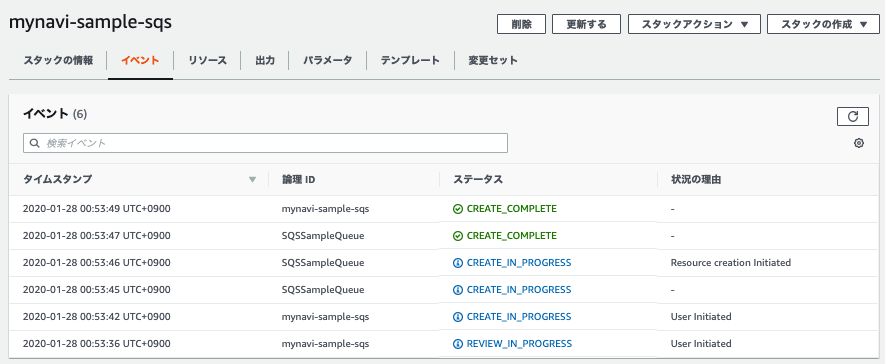 mynavi-sample-sqs
削除 更新する スタックアクション ▼ スタックの作成 ▼
スタックの情報 イベント リソース 出力 パラメータ テンプレート 変更セット
イベント (6)
検索イベント
タイムスタンプ ▼ 論理 ID ステータス 状況の理由
2020-01-28 00:53:49 UTC+0900 mynavi-sample-sqs CREATE_COMPLETE -
2020-01-28 00:53:47 UTC+0900 SQSSampleQueue CREATE_COMPLETE -
2020-01-28 00:53:46 UTC+0900 SQSSampleQueue CREATE_IN_PROGRESS Resource creation Initiated
2020-01-28 00:53:45 UTC+0900 SQSSampleQueue CREATE_IN_PROGRESS -
2020-01-28 00:53:42 UTC+0900 mynavi-sample-sqs CREATE_IN_PROGRESS User Initiated
2020-01-28 00:53:36 UTC+0900 mynavi-sample-sqs REVIEW_IN_PROGRESS User Initiated